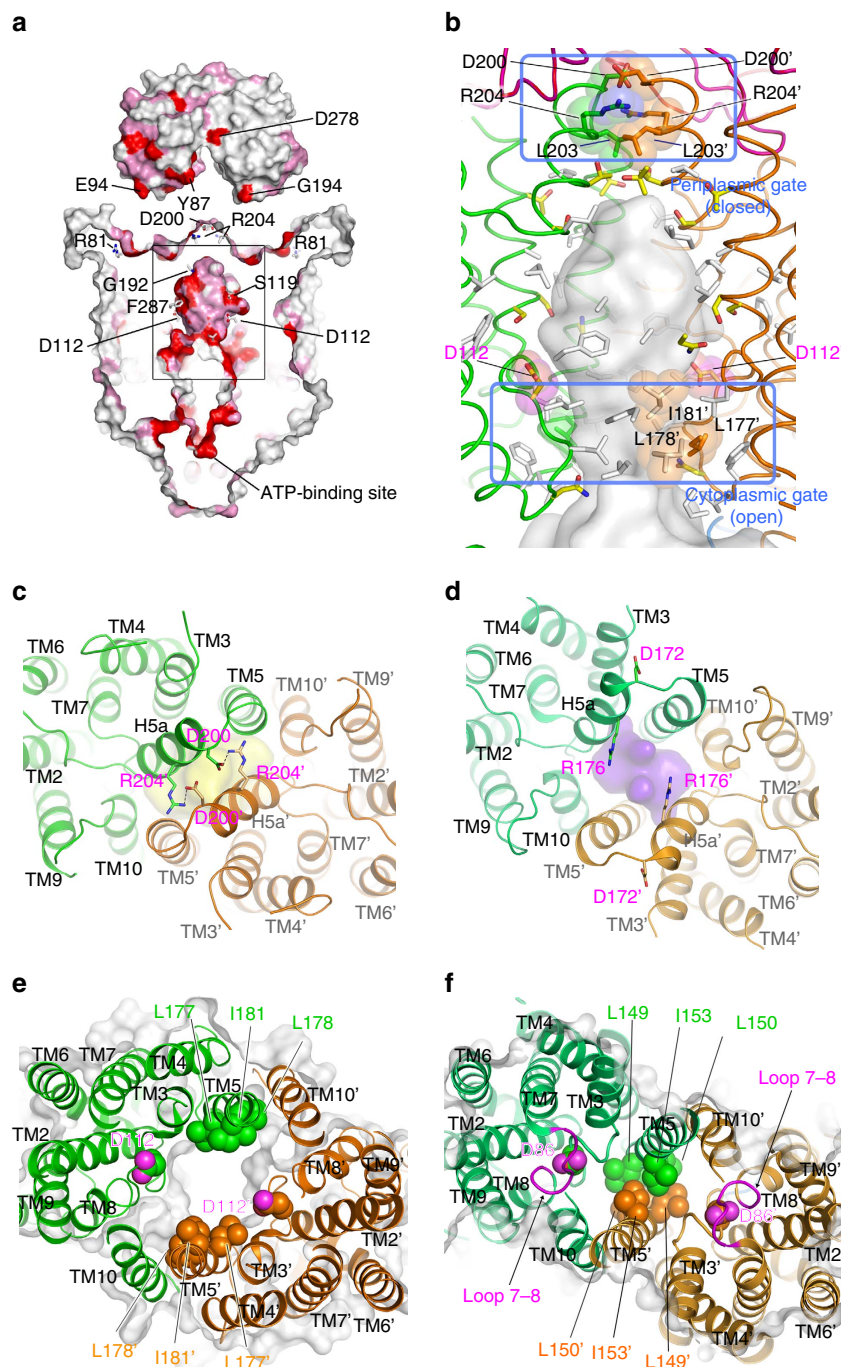 a
D278
E94
Y87
G194
D200
R204
R81
R81
G192
S119
F287
D112
D112
ATP-binding site
b
D200
D200'
R204
R204'
L203
L203'
Periplasmic gate
(closed)
D112
D112
I181'
L177'
L178'
Cytoplasmic gate
(open)
c
TM4
TM3
TM6
TM5
TM9'
TM10'
TM7
H5a
D200
TM2
R204'
R204'
TM2'
D200'
H5a'
TM7'
TM10
TM9
TM5'
TM6'
TM3'
TM4'
d
TM3
TM4
D172
TM6
TM5
TM7
H5a
TM10'
TM9'
TM2
R176
R176'
TM2'
TM9
TM10
H5a'
TM5'
TM7'
D172'
TM6'
TM3'
TM4'
e
L177
I181
L178
TM6
TM7
TM4
TM5
TM3
TM10'
TM2
D112
TM8'
TM9'
TM9
TM8
D112'
TM2'
TM10
TM3'
TM5'
TM4'
TM7'
TM6'
L178'
I181'
L177'
f
L149
I153
L150
TM4
TM6
Loop 7–8
TM7
TM3
TM5
TM10'
TM2
D86
TM9'
TM8
TM8'
TM9
D86'
TM10
TM2'
TM5'
TM3'
Loop 7–8
TM4'
TM6'
L150'
I153'
L149'